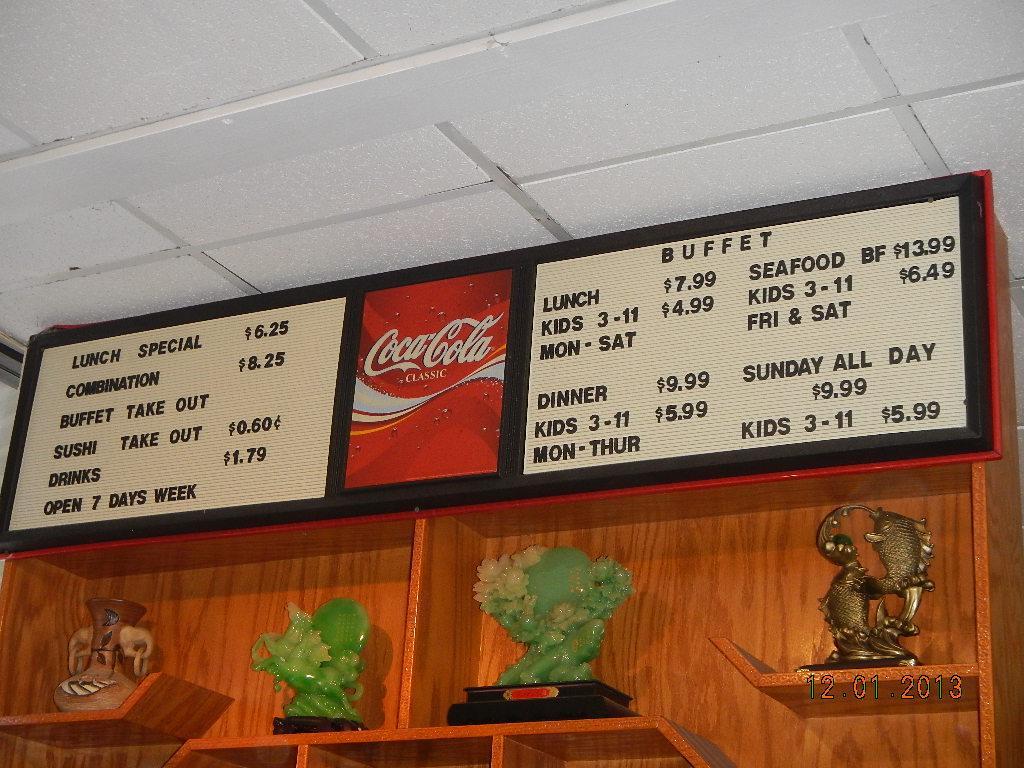 LUNCH SPECIAL $6.25
COMBINATION $8.25
BUFFET TAKE OUT
SUSHI TAKE OUT $0.60¢
DRINKS $1.79
OPEN 7 DAYS WEEK
Coca-Cola
CLASSIC
BUFFET
LUNCH $7.99
KIDS 3-11 $4.99
MON-SAT
DINNER $9.99
KIDS 3-11 $5.99
MON-THUR
SEAFOOD BF $13.99
KIDS 3-11 $6.49
FRI & SAT
SUNDAY ALL DAY
$9.99
KIDS 3-11 $5.99
12.01.2013